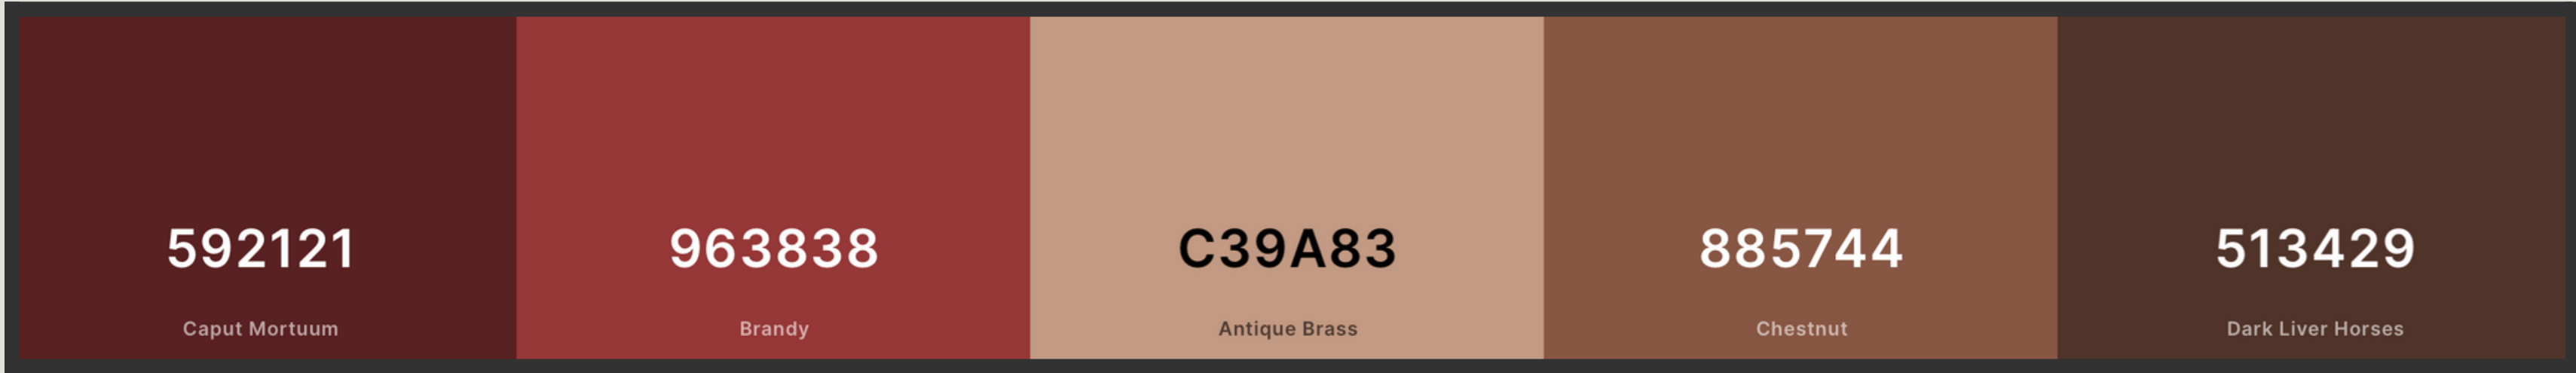 592121
963838
C39A83
885744
513429
Caput Mortuum
Brandy
Antique Brass
Chestnut
Dark Liver Horses